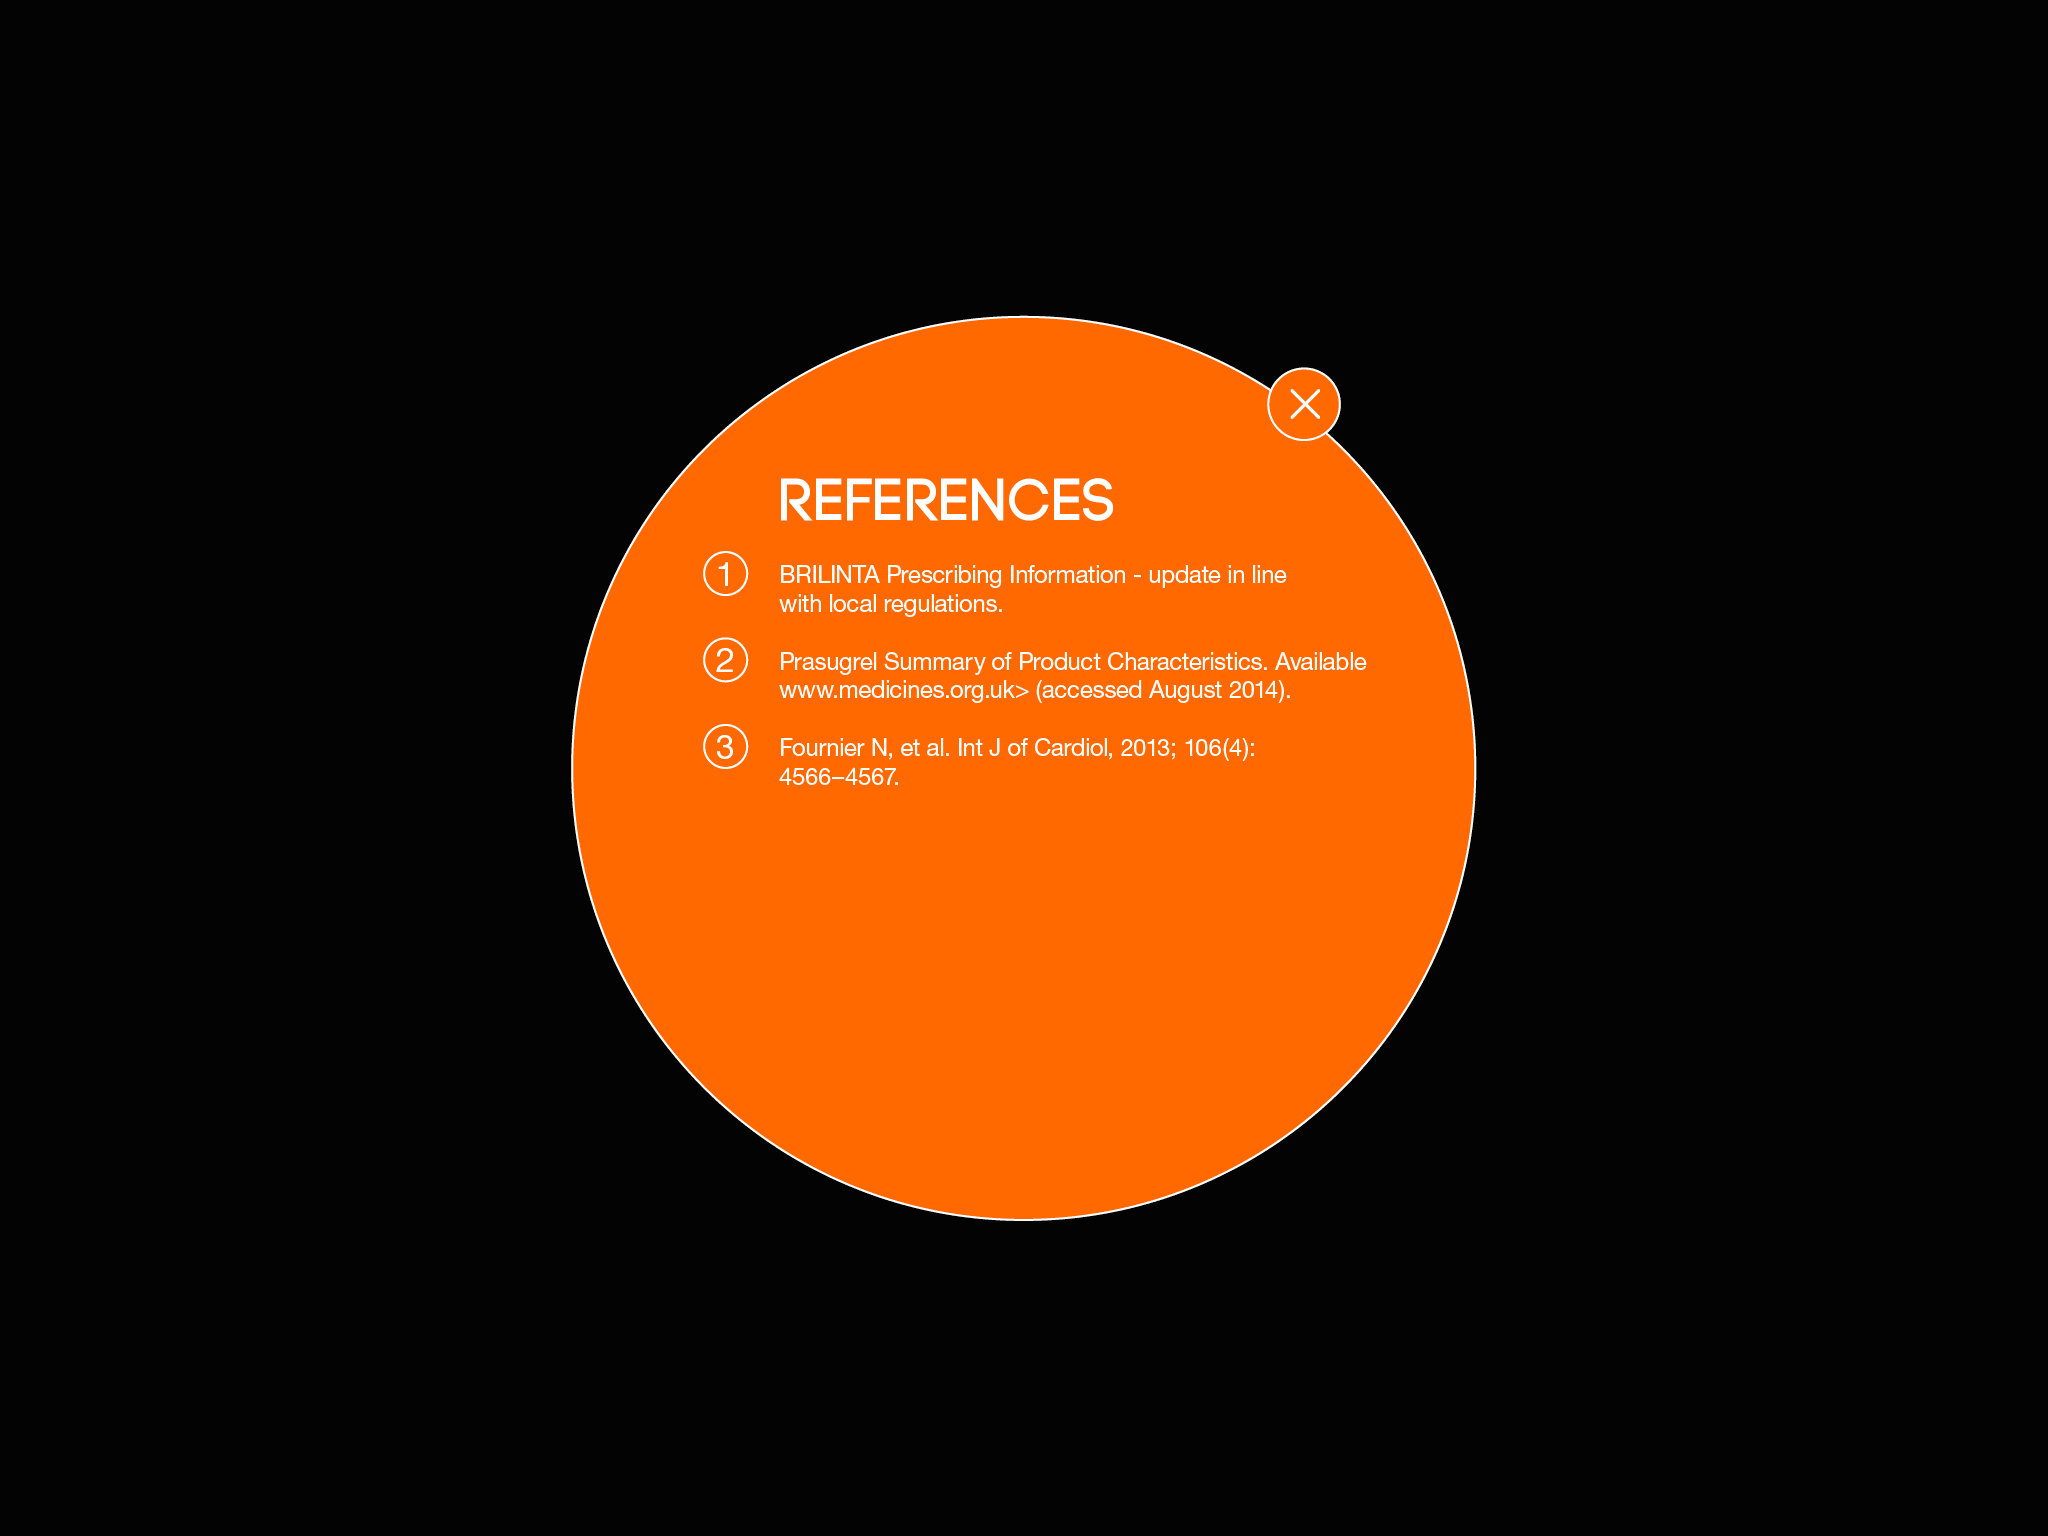 REFERENCES
1 BRILINTA Prescribing Information - update in line
with local regulations.
2 Prasugrel Summary of Product Characteristics. Available
www.medicines.org.uk> (accessed August 2014).
3 Fournier N, et al. Int J of Cardiol, 2013; 106(4):
4566–4567.